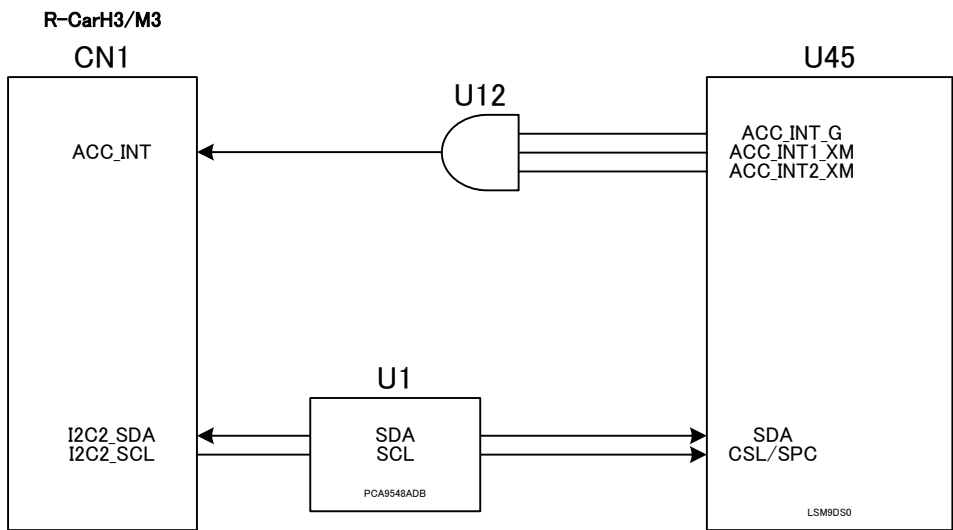 R-CarH3/M3
CN1
U45
U12
ACC_INT
ACC_INT_G
ACC_INT1_XM
ACC_INT2_XM
U1
I2C2_SDA
I2C2_SCL
SDA
SCL
PCA9548ADB
SDA
CSL/SPC
LSM9DS0